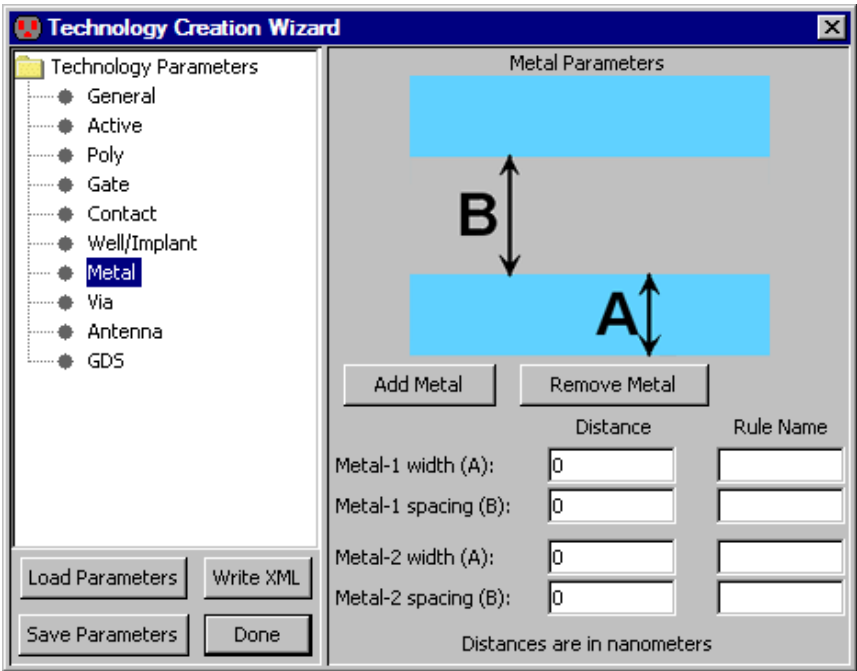 Technology Creation Wizard
Technology Parameters
General
Active
Poly
Gate
Contact
Well/Implant
Metal
Via
Antenna
GDS
Load Parameters Write XML
Save Parameters Done
Metal Parameters
B
A
Add Metal Remove Metal
Distance Rule Name
Metal-1 width (A): 0
Metal-1 spacing (B): 0
Metal-2 width (A): 0
Metal-2 spacing (B): 0
Distances are in nanometers